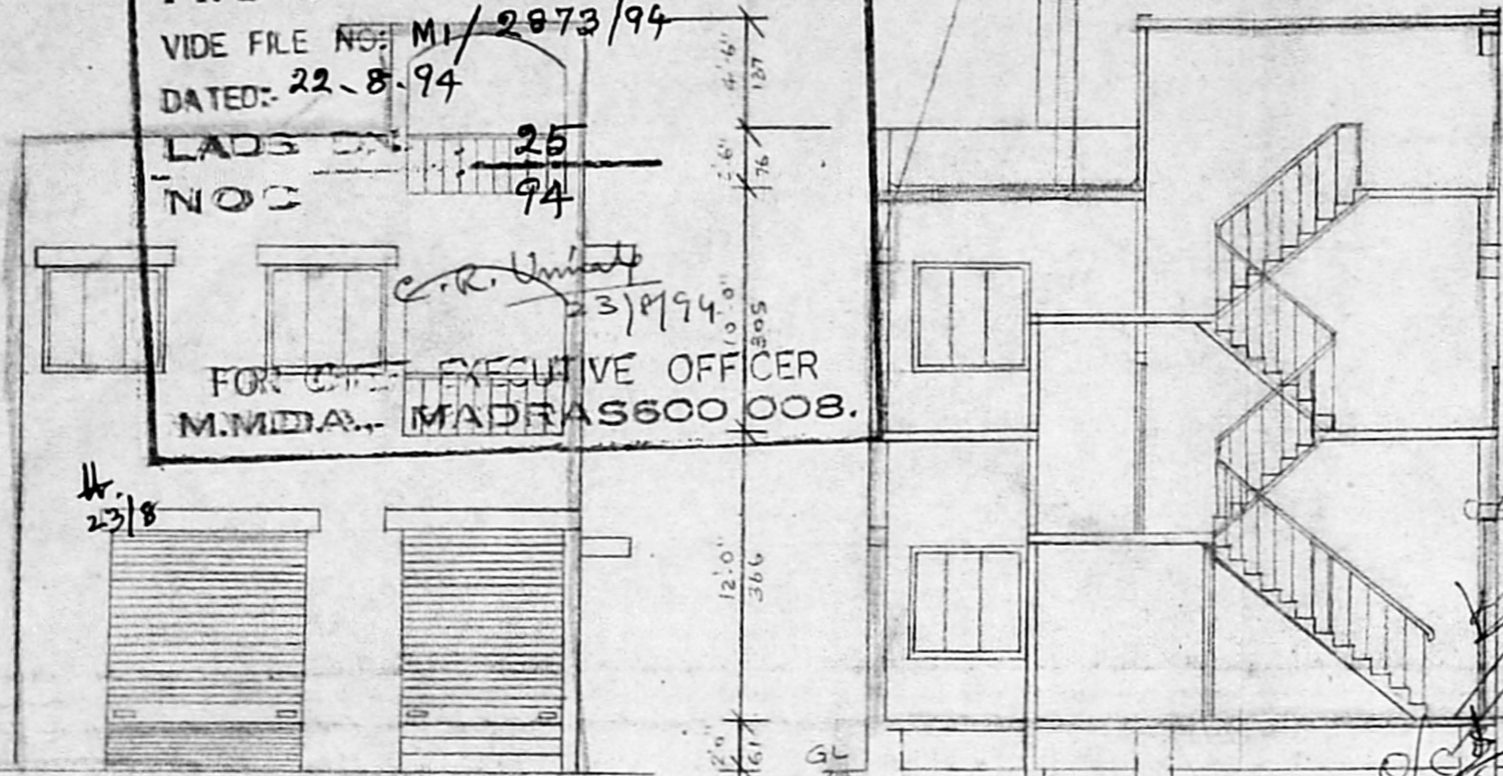 VIDE FILE NO: M1/2873/94
DATED:- 22-8-94
25
NOC 94
C.R.
23/8/94
FOR CHIEF EXECUTIVE OFFICER
M.M.D.A., MADRAS 600 008.
23/8
4'-6"
137
2'-6"
76
10'-0"
305
12'-0"
366
2'-0"
61